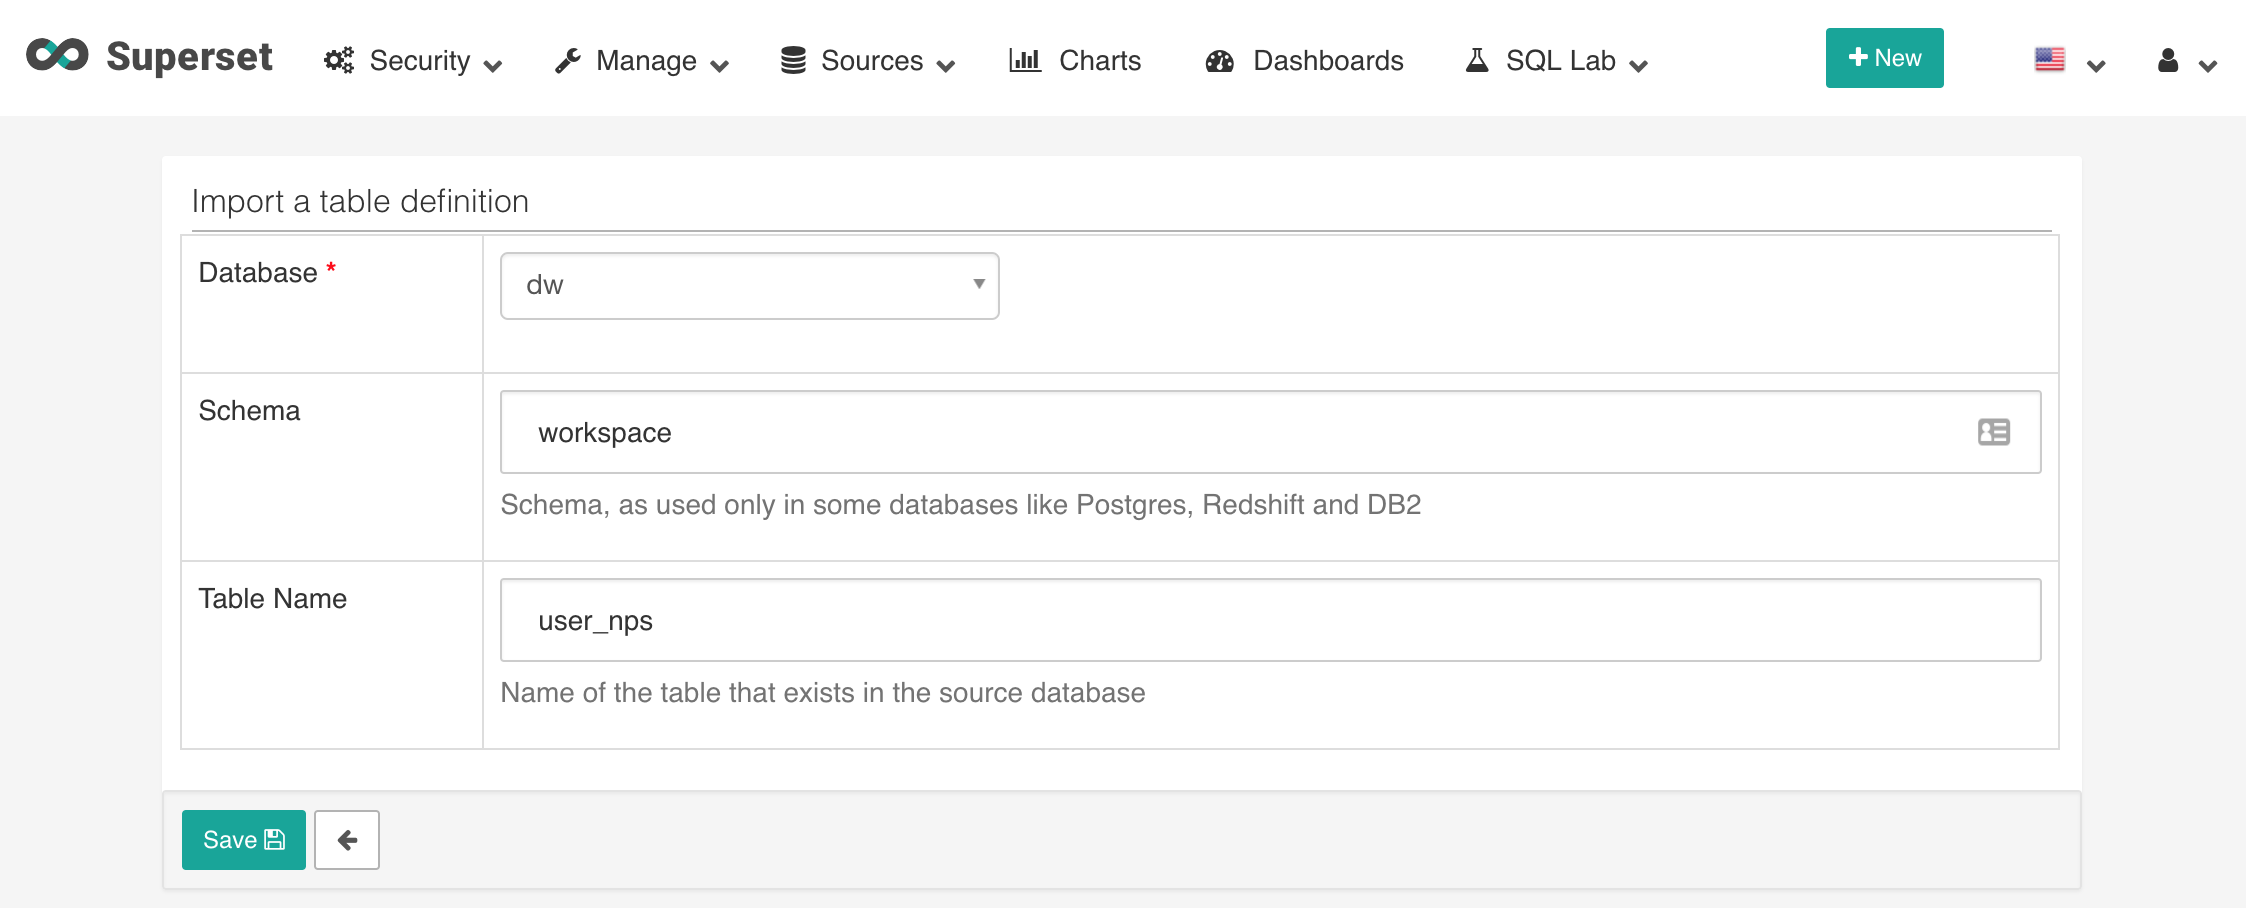 Superset Security Manage Sources Charts Dashboards SQL Lab + New
Import a table definition
Database *
dw
Schema
workspace
Schema, as used only in some databases like Postgres, Redshift and DB2
Table Name
user_nps
Name of the table that exists in the source database
Save